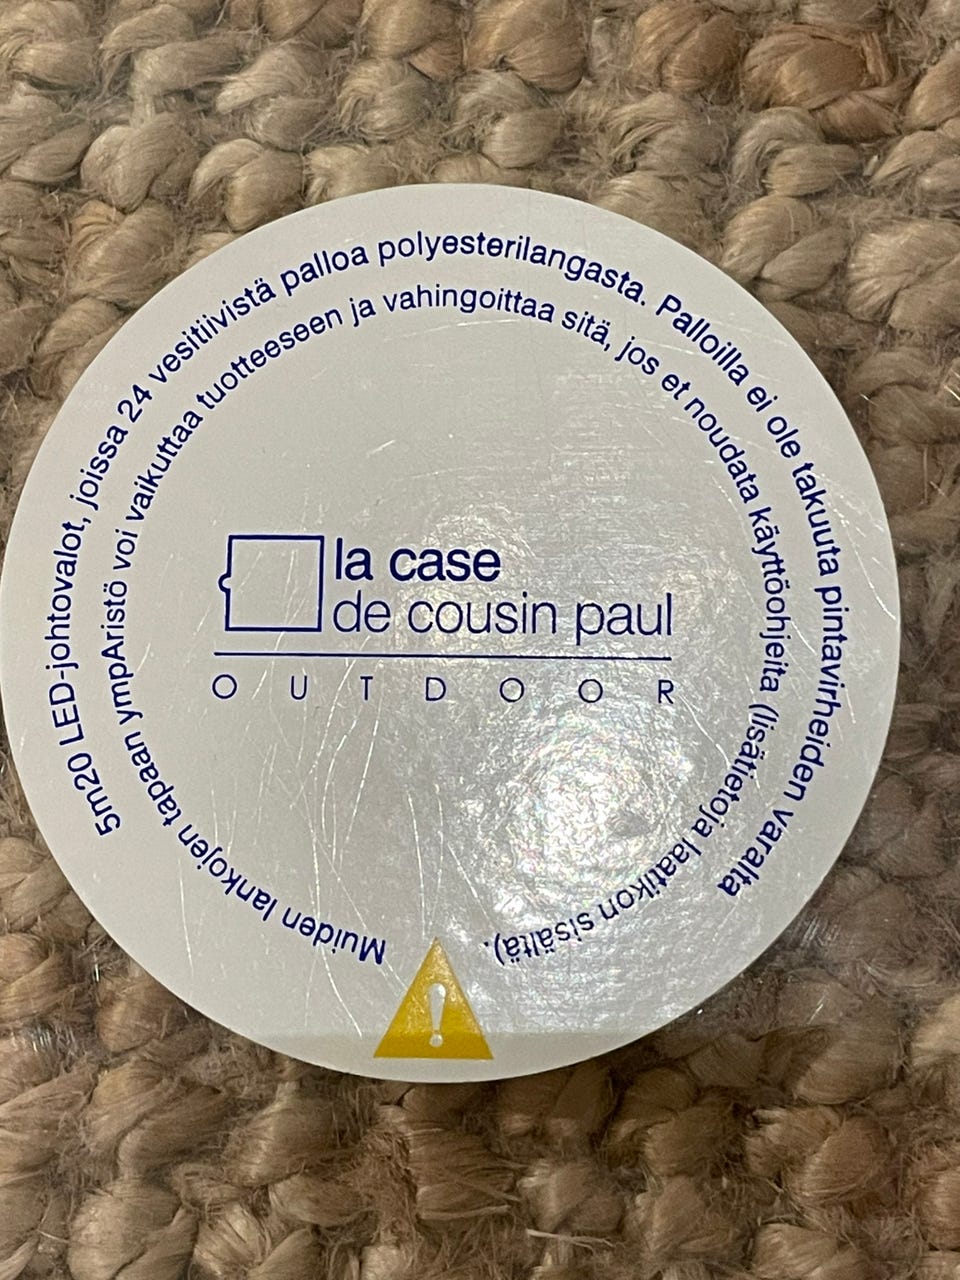 5m20 LED-johtovalot, joissa 24 vesitiivistä palloa polyesterilangasta. Palloilla ei ole takuuta pintavirheiden varalta
Muiden lankojen tapaan ympAristö voi vaikuttaa tuotteeseen ja vahingoittaa sitä, jos et noudata käyttöohjeita (lisätietoja laatikon sisältä).
la case
de cousin paul
OUTDOOR